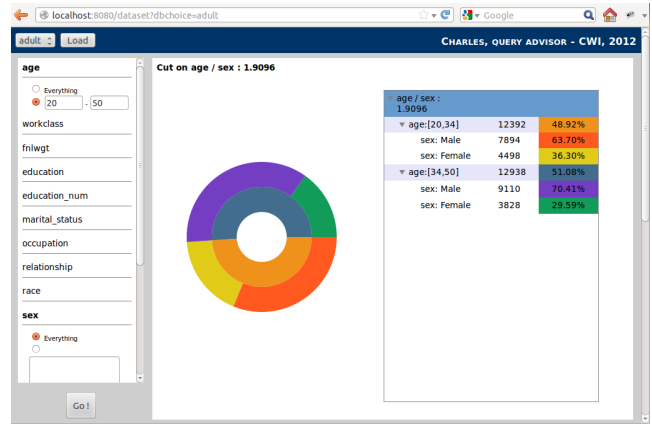 localhost:8080/dataset?dbchoice=adult
Google
adult
Load
CHARLES, QUERY ADVISOR - CWI, 2012
age
Everything
20 - 50
workclass
fnlwgt
education
education_num
marital_status
occupation
relationship
race
sex
Everything
Go !
Cut on age / sex : 1.9096
age / sex :
1.9096
age:[20,34] 12392 48.92%
sex: Male 7894 63.70%
sex: Female 4498 36.30%
age:[34,50] 12938 51.08%
sex: Male 9110 70.41%
sex: Female 3828 29.59%